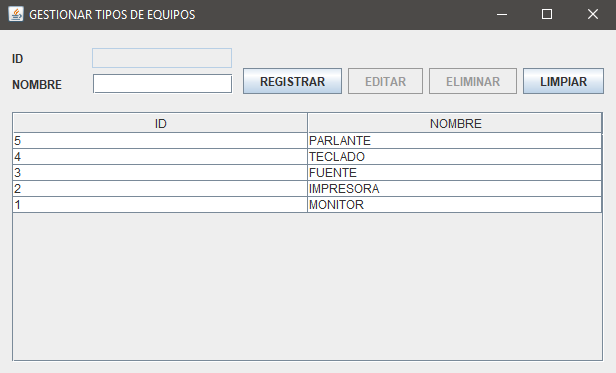 GESTIONAR TIPOS DE EQUIPOS
ID
NOMBRE REGISTRAR EDITAR ELIMINAR LIMPIAR
ID NOMBRE
5 PARLANTE
4 TECLADO
3 FUENTE
2 IMPRESORA
1 MONITOR